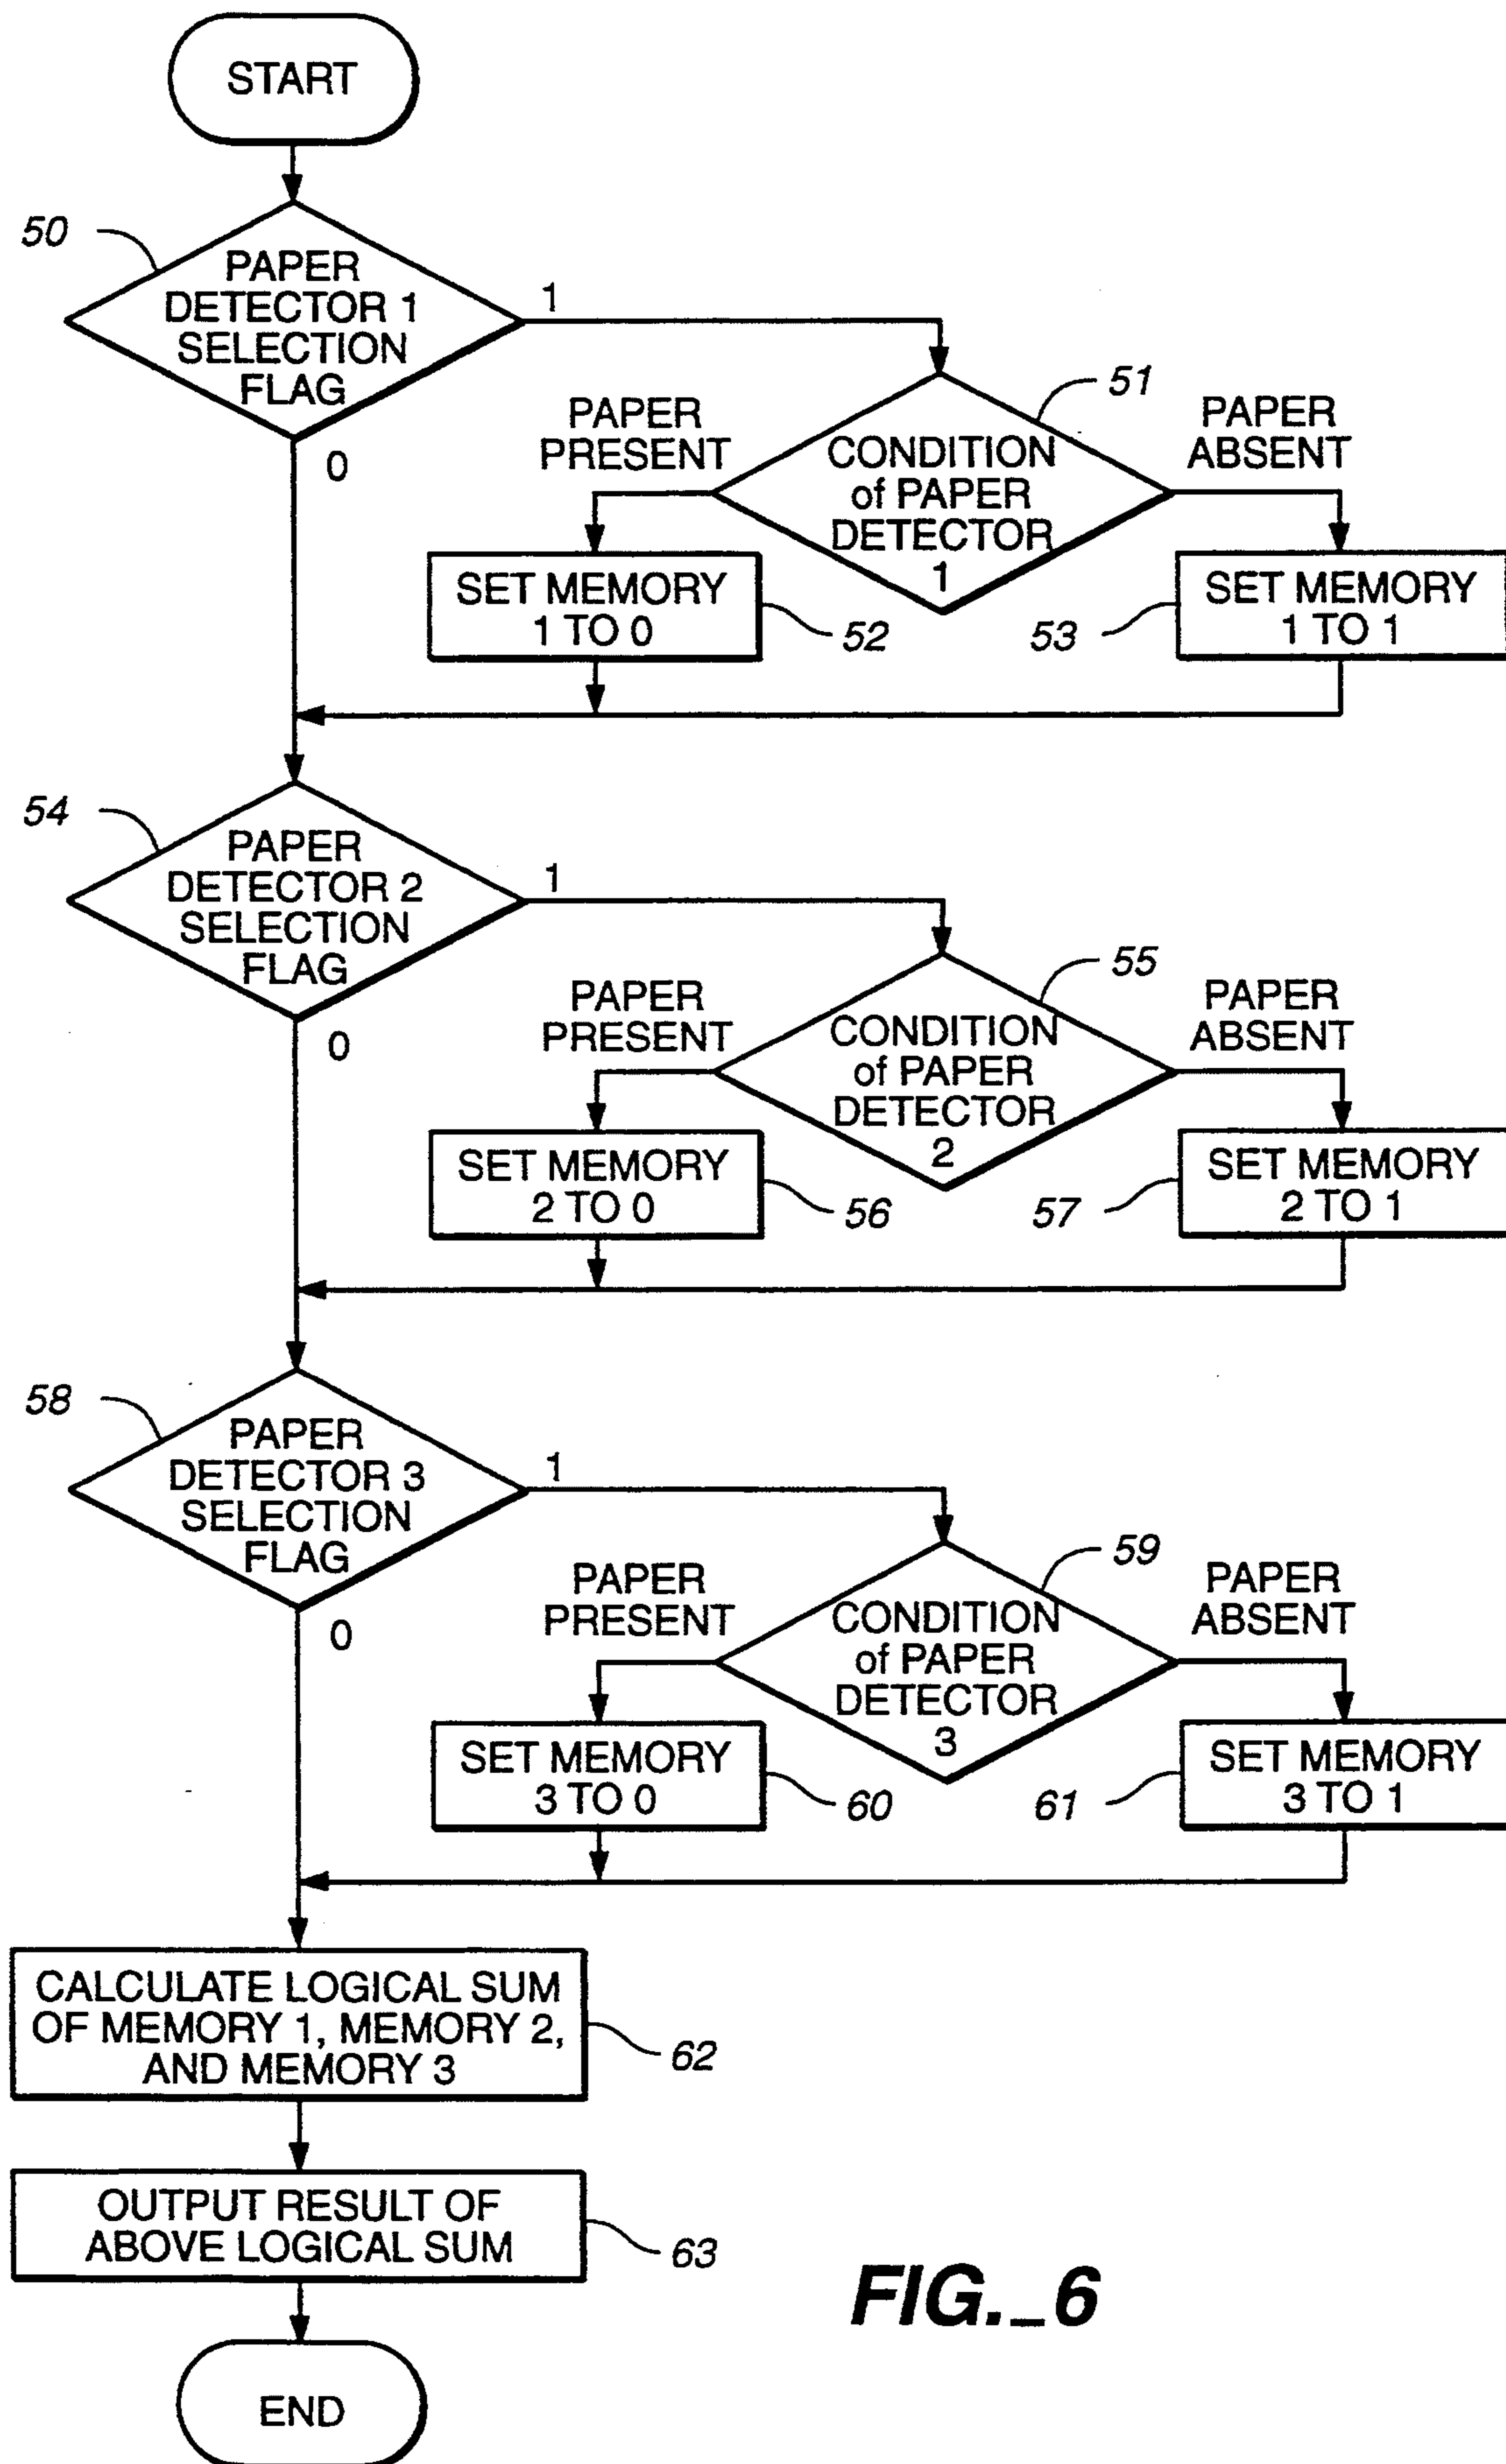 START
50
PAPER
DETECTOR 1
SELECTION
FLAG
1
0
51
PAPER
PRESENT
CONDITION
of PAPER
DETECTOR
1
PAPER
ABSENT
SET MEMORY
1 TO 0
52
53
SET MEMORY
1 TO 1
54
PAPER
DETECTOR 2
SELECTION
FLAG
1
0
55
PAPER
PRESENT
CONDITION
of PAPER
DETECTOR
2
PAPER
ABSENT
SET MEMORY
2 TO 0
56
57
SET MEMORY
2 TO 1
58
PAPER
DETECTOR 3
SELECTION
FLAG
1
0
59
PAPER
PRESENT
CONDITION
of PAPER
DETECTOR
3
PAPER
ABSENT
SET MEMORY
3 TO 0
60
61
SET MEMORY
3 TO 1
CALCULATE LOGICAL SUM
OF MEMORY 1, MEMORY 2,
AND MEMORY 3
62
OUTPUT RESULT OF
ABOVE LOGICAL SUM
63
FIG._6
END